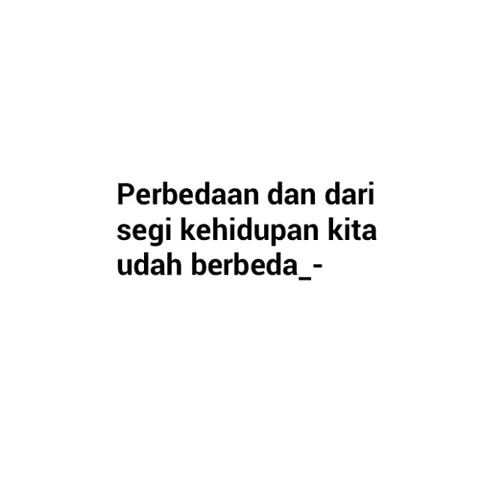 Perbedaan dan dari
segi kehidupan kita
udah berbeda_-